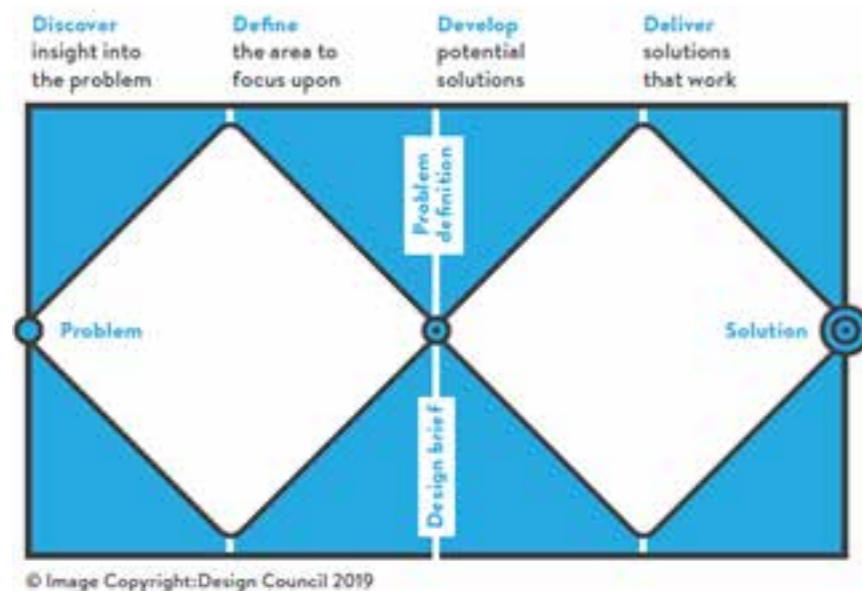 Discover
insight into
the problem
Define
the area to
focus upon
Develop
potential
solutions
Deliver
solutions
that work
Problem
definition
Problem
Solution
Design brief
© Image Copyright:Design Council 2019